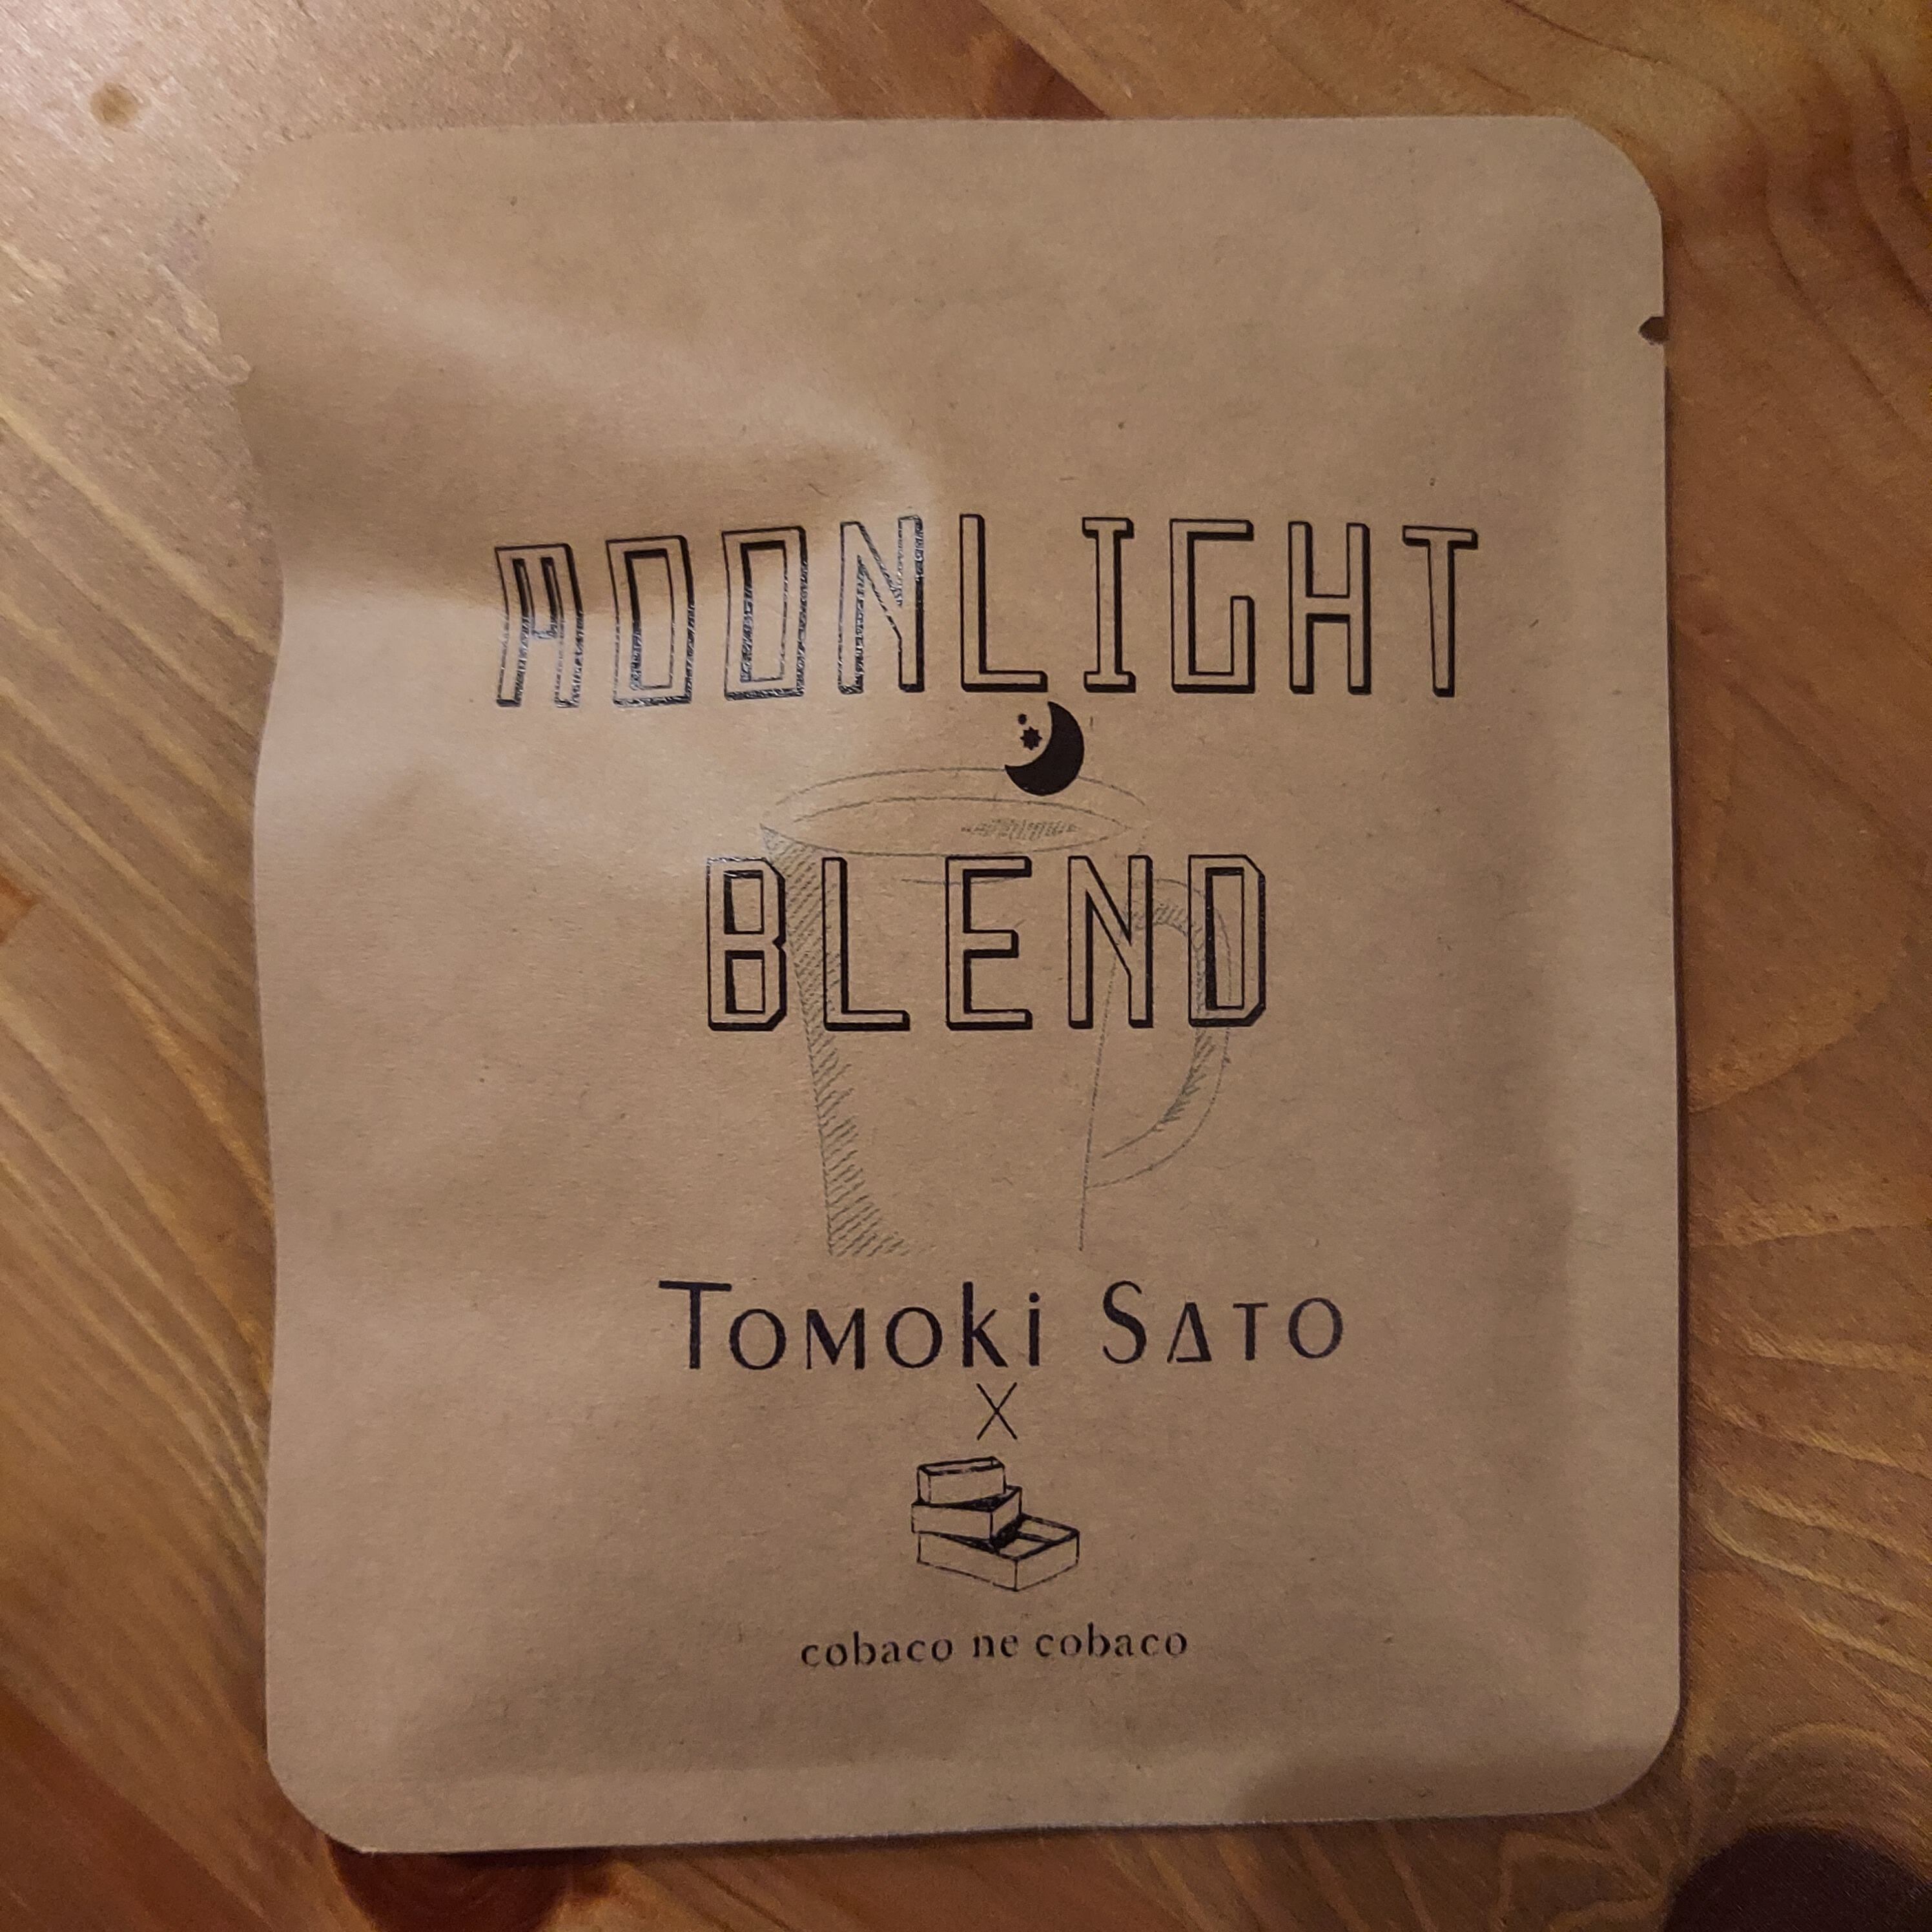 MOONLIGHT
BLEND
Tomoki Sato
X
cobaco ne cobaco